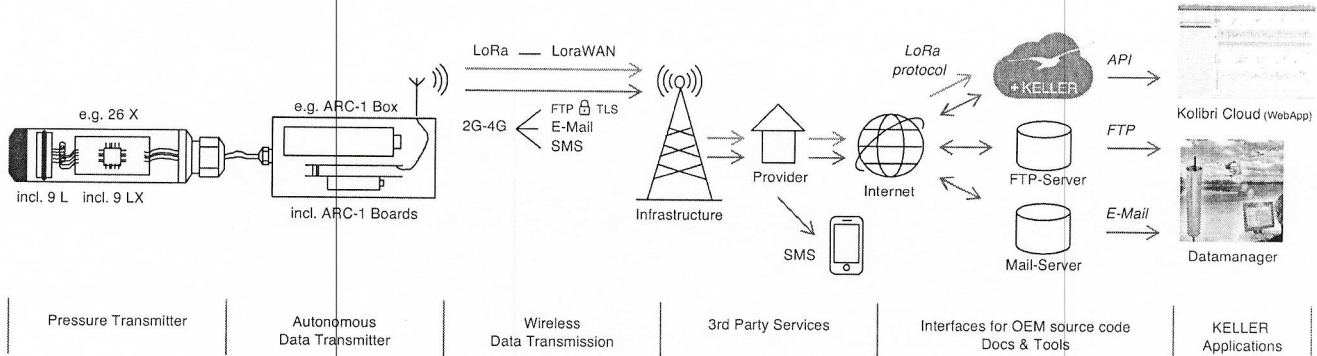 e.g. 26 X
incl. 9 L
incl. 9 LX
e.g. ARC-1 Box
incl. ARC-1 Boards
LoRa — LoraWAN
2G-4G
FTP TLS
E-Mail
SMS
Infrastructure
Provider
SMS
Internet
LoRa
protocol
+ KELLER
FTP-Server
Mail-Server
API
FTP
E-Mail
Kolibri Cloud (WebApp)
Datamanager
Pressure Transmitter
Autonomous
Data Transmitter
Wireless
Data Transmission
3rd Party Services
Interfaces for OEM source code
Docs & Tools
KELLER
Applications